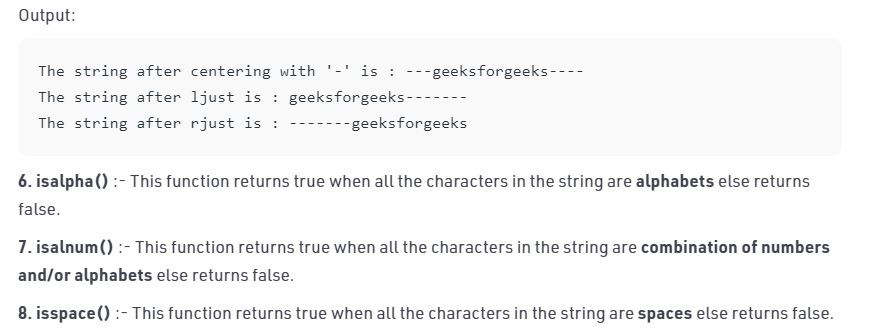 Output:
The string after centering with '-' is : ---geeksforgeeks----
The string after ljust is : geeksforgeeks-------
The string after rjust is : -------geeksforgeeks
6. isalpha() :- This function returns true when all the characters in the string are alphabets else returns
false.
7. isalnum() :- This function returns true when all the characters in the string are combination of numbers
and/or alphabets else returns false.
8. isspace() :- This function returns true when all the characters in the string are spaces else returns false.